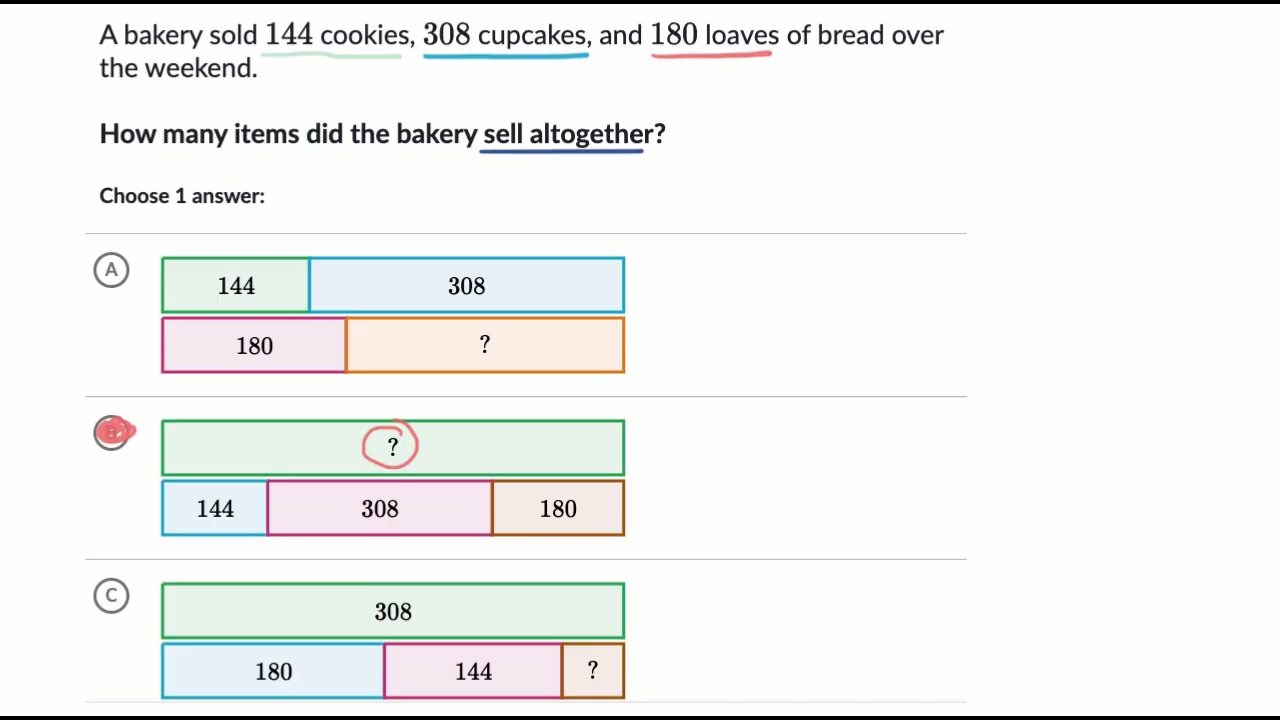 A bakery sold 144 cookies, 308 cupcakes, and 180 loaves of bread over
the weekend.
How many items did the bakery sell altogether?
Choose 1 answer:
A
144 308
180 ?
B
?
144 308 180
C
308
180 144 ?